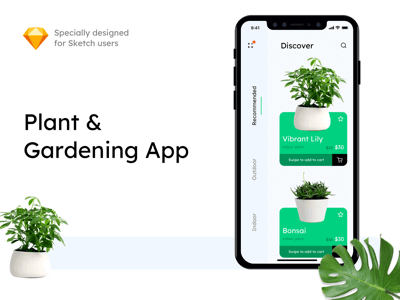 Specially designed
for Sketch users
Plant &
Gardening App
9:41
Discover
Recommended
Outdoor
Indoor
Vibrant Lily
$30
Swipe to add to cart
Bonsai
$30
Swipe to add to cart